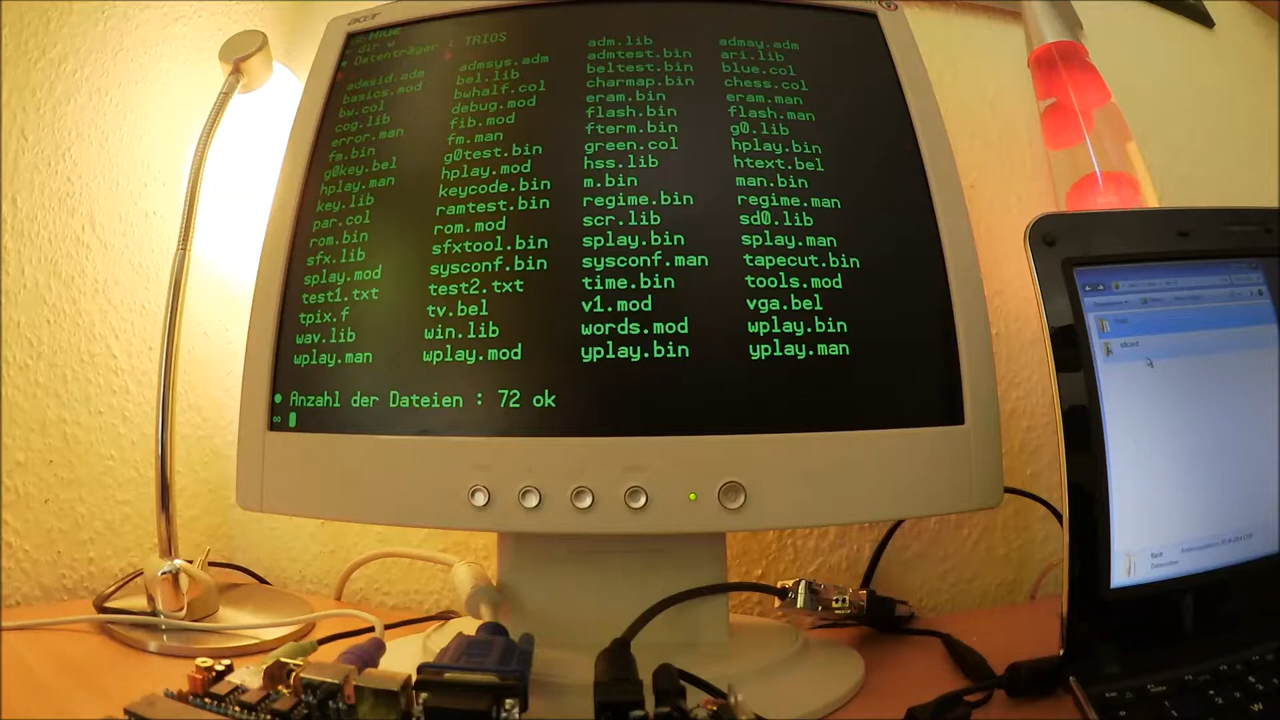 acer
dir w
Datenträger : TRIOS
admsid.adm admsys.adm adm.lib admay.adm
basics.mod bel.lib admtest.bin ari.lib
bw.col bwhalf.col beltest.bin blue.col
cog.lib debug.mod charmap.bin chess.col
error.man fib.mod eram.bin eram.man
fm.bin fm.man flash.bin flash.man
g0key.bel g0test.bin fterm.bin g0.lib
hplay.man hplay.mod green.col hplay.bin
key.lib keycode.bin hss.lib htext.bel
par.col ramtest.bin m.bin man.bin
rom.bin rom.mod regime.bin regime.man
sfx.lib sfxtool.bin scr.lib sd0.lib
splay.mod sysconf.bin splay.bin splay.man
test1.txt test2.txt sysconf.man tapecut.bin
tpix.f tv.bel time.bin tools.mod
wav.lib win.lib v1.mod vga.bel
wplay.man wplay.mod words.mod wplay.bin
yplay.bin yplay.man
● Anzahl der Dateien : 72 ok
∞
sdcard